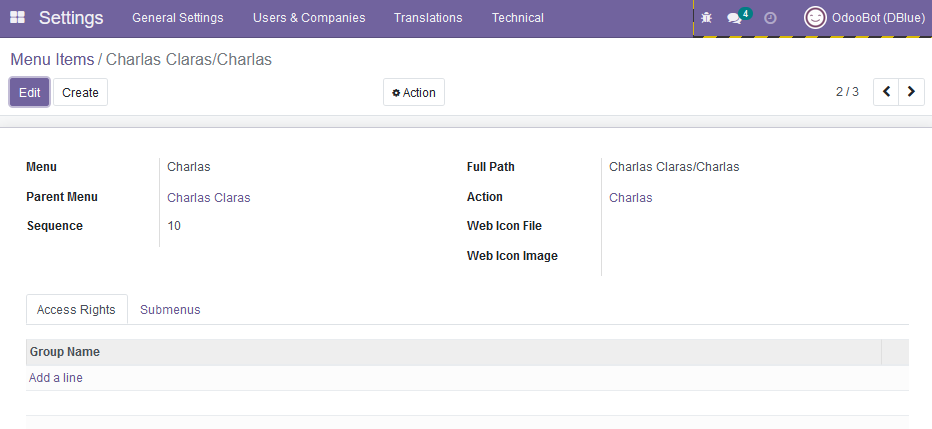 Settings General Settings Users & Companies Translations Technical 4 OdooBot (DBlue)
Menu Items / Charlas Claras/Charlas
Edit Create Action 2 / 3
Menu Charlas Full Path Charlas Claras/Charlas
Parent Menu Charlas Claras Action Charlas
Sequence 10 Web Icon File
Web Icon Image
Access Rights Submenus
Group Name
Add a line